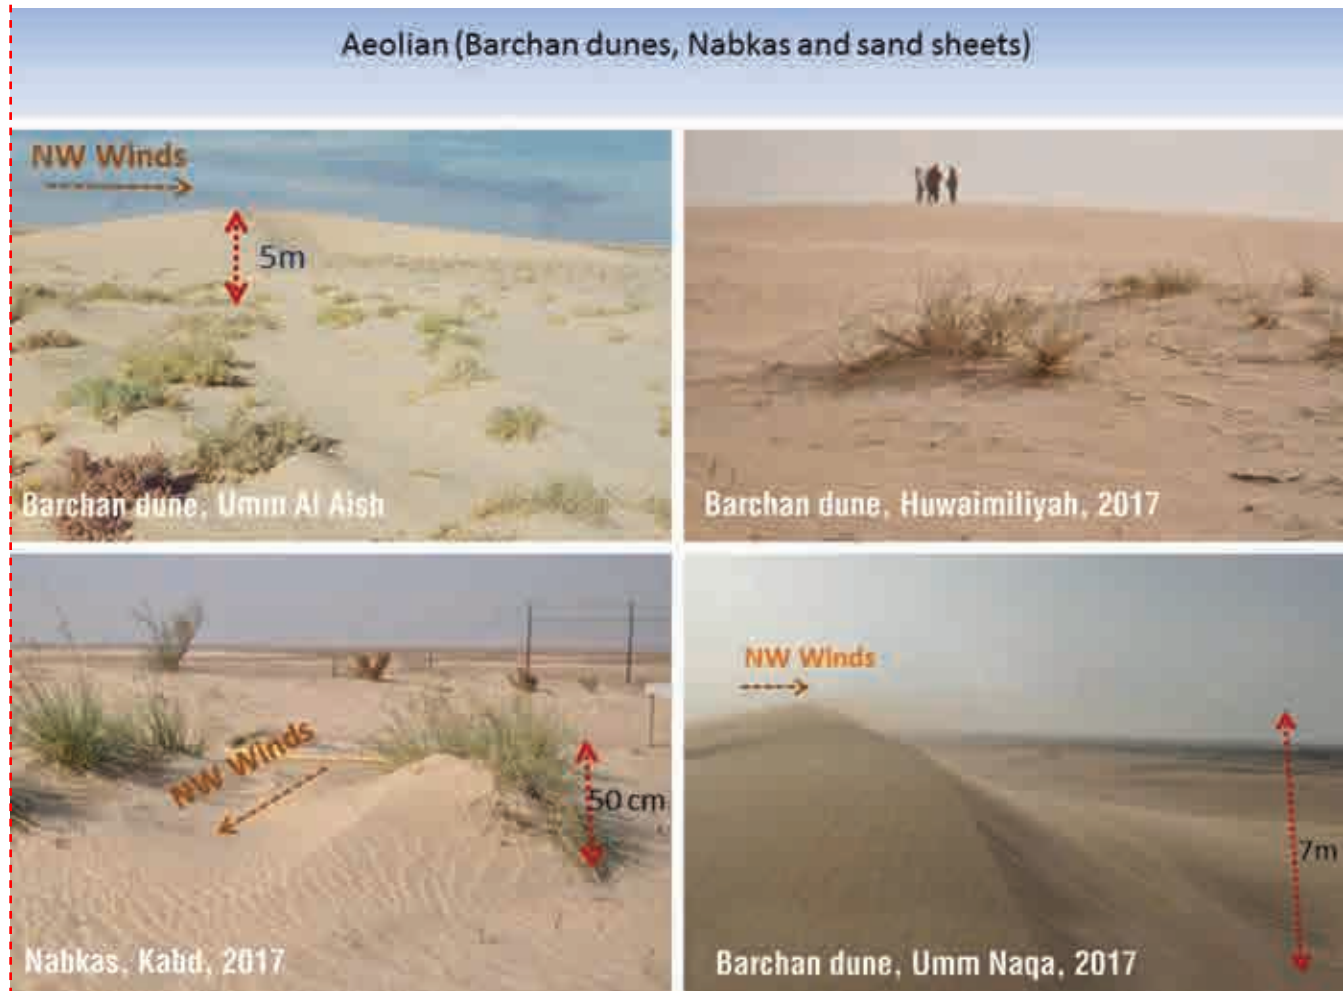 Aeolian (Barchan dunes, Nabkas and sand sheets)
NW Winds
5m
Barchan dune, Umm Al Aish
Barchan dune, Huwaimiliyah, 2017
NW Winds
50 cm
Nabkas, Kabd, 2017
NW Winds
7m
Barchan dune, Umm Naqa, 2017